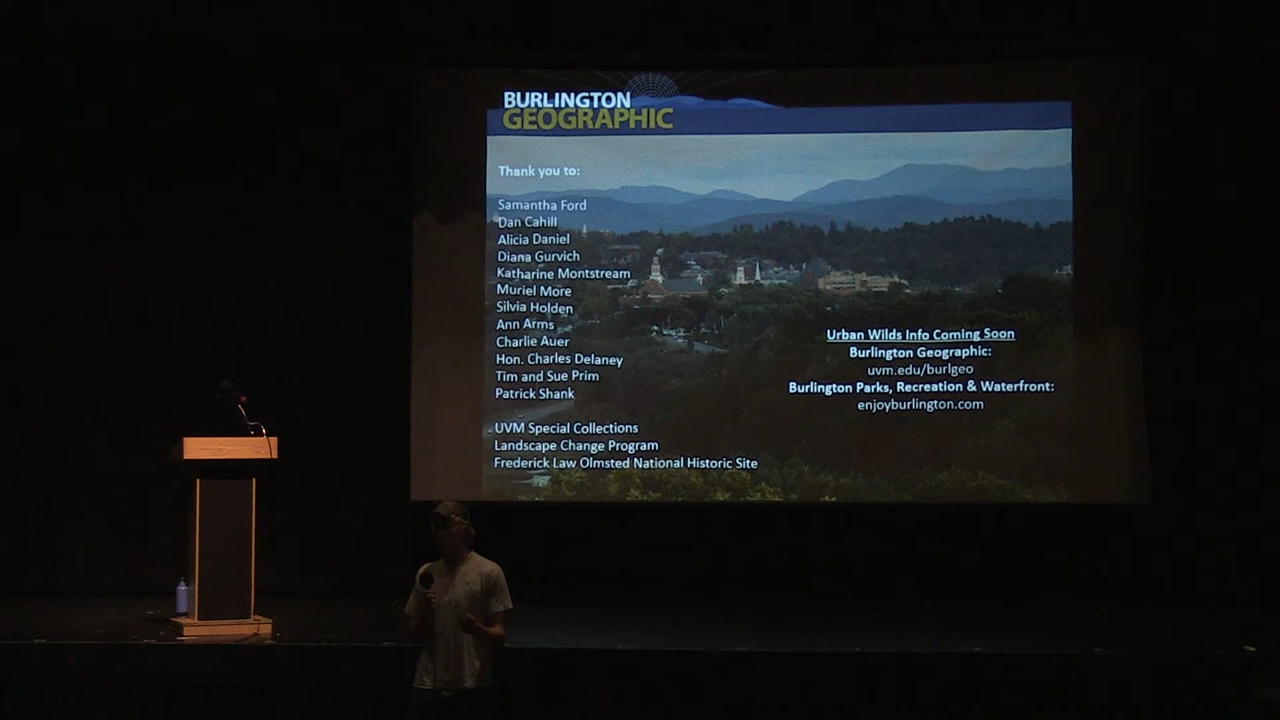 BURLINGTON
GEOGRAPHIC
Thank you to:
Samantha Ford
Dan Cahill
Alicia Daniel
Diana Gurvich
Katharine Montstream
Muriel More
Silvia Holden
Ann Arms
Charlie Auer
Hon. Charles Delaney
Tim and Sue Prim
Patrick Shank
UVM Special Collections
Landscape Change Program
Frederick Law Olmsted National Historic Site
Urban Wilds Info Coming Soon
Burlington Geographic:
uvm.edu/burlgeo
Burlington Parks, Recreation & Waterfront:
enjoyburlington.com